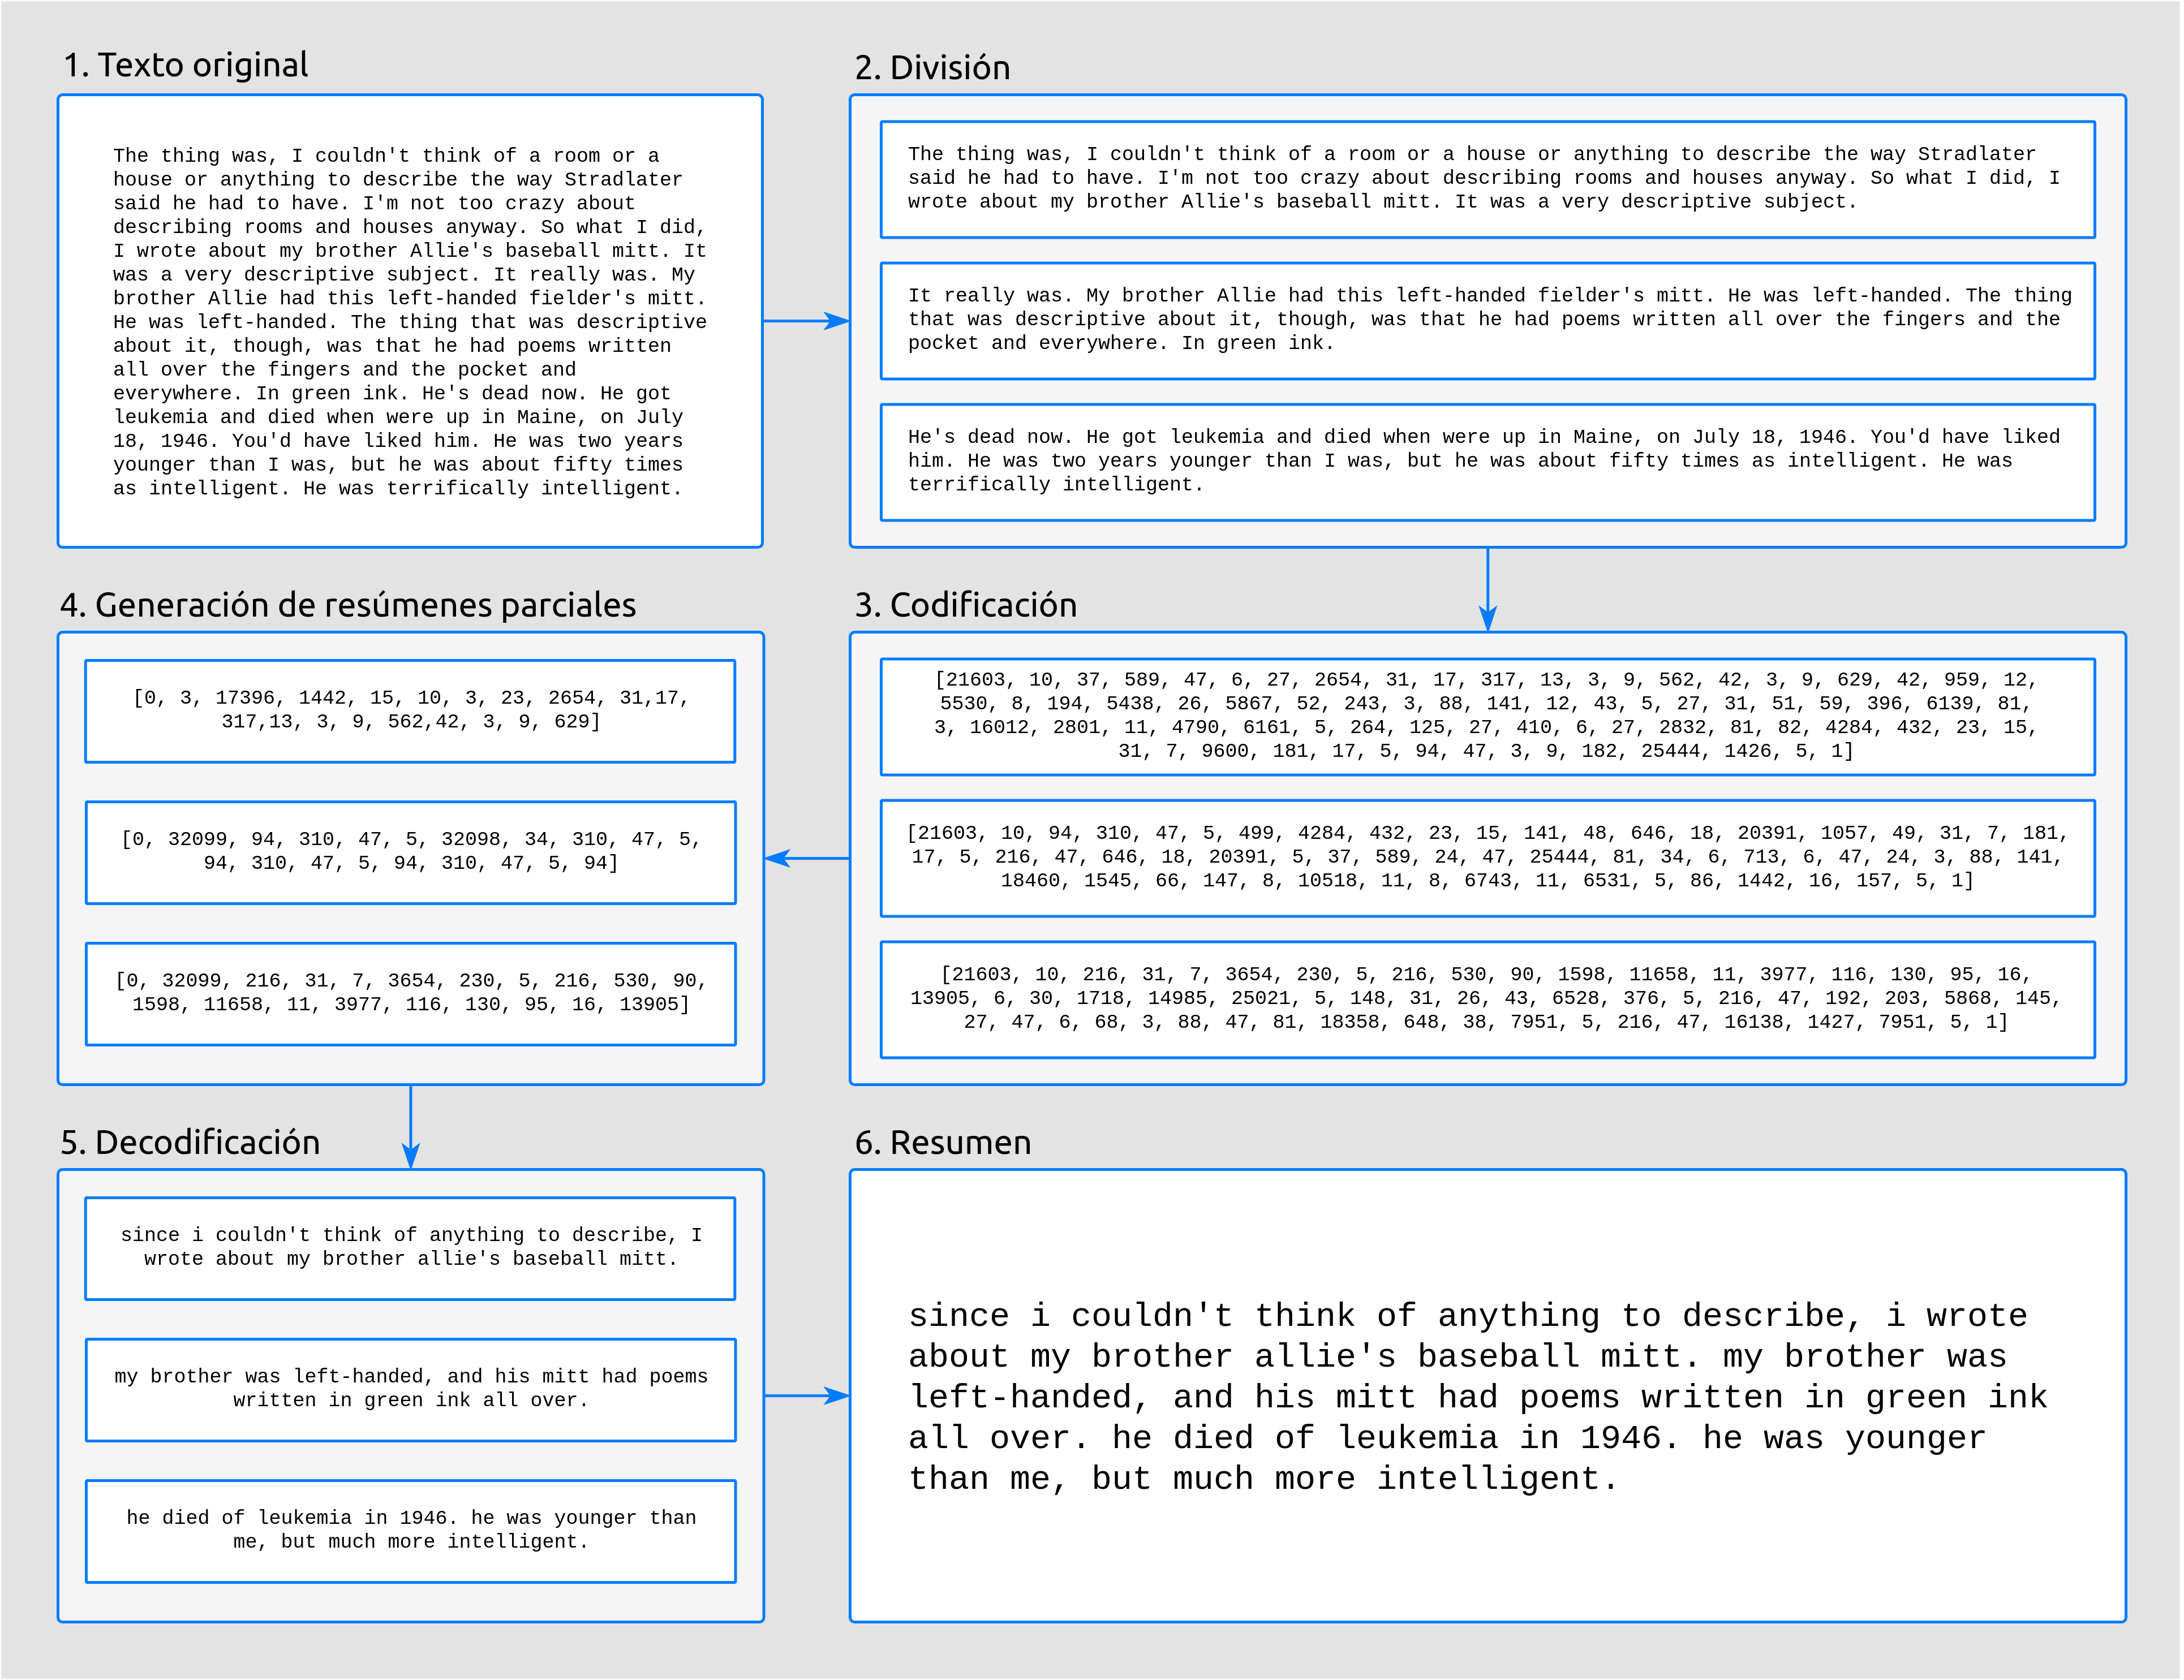 1. Texto original
The thing was, I couldn't think of a room or a
house or anything to describe the way Stradlater
said he had to have. I'm not too crazy about
describing rooms and houses anyway. So what I did,
I wrote about my brother Allie's baseball mitt. It
was a very descriptive subject. It really was. My
brother Allie had this left-handed fielder's mitt.
He was left-handed. The thing that was descriptive
about it, though, was that he had poems written
all over the fingers and the pocket and
everywhere. In green ink. He's dead now. He got
leukemia and died when were up in Maine, on July
18, 1946. You'd have liked him. He was two years
younger than I was, but he was about fifty times
as intelligent. He was terrifically intelligent.
2. División
The thing was, I couldn't think of a room or a house or anything to describe the way Stradlater
said he had to have. I'm not too crazy about describing rooms and houses anyway. So what I did, I
wrote about my brother Allie's baseball mitt. It was a very descriptive subject.
It really was. My brother Allie had this left-handed fielder's mitt. He was left-handed. The thing
that was descriptive about it, though, was that he had poems written all over the fingers and the
pocket and everywhere. In green ink.
He's dead now. He got leukemia and died when were up in Maine, on July 18, 1946. You'd have liked
him. He was two years younger than I was, but he was about fifty times as intelligent. He was
terrifically intelligent.
3. Codificación
[21603, 10, 37, 589, 47, 6, 27, 2654, 31, 17, 317, 13, 3, 9, 562, 42, 3, 9, 629, 42, 959, 12,
5530, 8, 194, 5438, 26, 5867, 52, 243, 3, 88, 141, 12, 43, 5, 27, 31, 51, 59, 396, 6139, 81,
3, 16012, 2801, 11, 4790, 6161, 5, 264, 125, 27, 410, 6, 27, 2832, 81, 82, 4284, 432, 23, 15,
31, 7, 9600, 181, 17, 5, 94, 47, 3, 9, 182, 25444, 1426, 5, 1]
[21603, 10, 94, 310, 47, 5, 499, 4284, 432, 23, 15, 141, 48, 646, 18, 20391, 1057, 49, 31, 7, 181,
17, 5, 216, 47, 646, 18, 20391, 5, 37, 589, 24, 47, 25444, 81, 34, 6, 713, 6, 47, 24, 3, 88, 141,
18460, 1545, 66, 147, 8, 10518, 11, 8, 6743, 11, 6531, 5, 86, 1442, 16, 157, 5, 1]
[21603, 10, 216, 31, 7, 3654, 230, 5, 216, 530, 90, 1598, 11658, 11, 3977, 116, 130, 95, 16,
13905, 6, 30, 1718, 14985, 25021, 5, 148, 31, 26, 43, 6528, 376, 5, 216, 47, 192, 203, 5868, 145,
27, 47, 6, 68, 3, 88, 47, 81, 18358, 648, 38, 7951, 5, 216, 47, 16138, 1427, 7951, 5, 1]
4. Generación de resúmenes parciales
[0, 3, 17396, 1442, 15, 10, 3, 23, 2654, 31,17,
317,13, 3, 9, 562,42, 3, 9, 629]
[0, 32099, 94, 310, 47, 5, 32098, 34, 310, 47, 5,
94, 310, 47, 5, 94, 310, 47, 5, 94]
[0, 32099, 216, 31, 7, 3654, 230, 5, 216, 530, 90,
1598, 11658, 11, 3977, 116, 130, 95, 16, 13905]
5. Decodificación
since i couldn't think of anything to describe, I
wrote about my brother allie's baseball mitt.
my brother was left-handed, and his mitt had poems
written in green ink all over.
he died of leukemia in 1946. he was younger than
me, but much more intelligent.
6. Resumen
since i couldn't think of anything to describe, i wrote
about my brother allie's baseball mitt. my brother was
left-handed, and his mitt had poems written in green ink
all over. he died of leukemia in 1946. he was younger
than me, but much more intelligent.